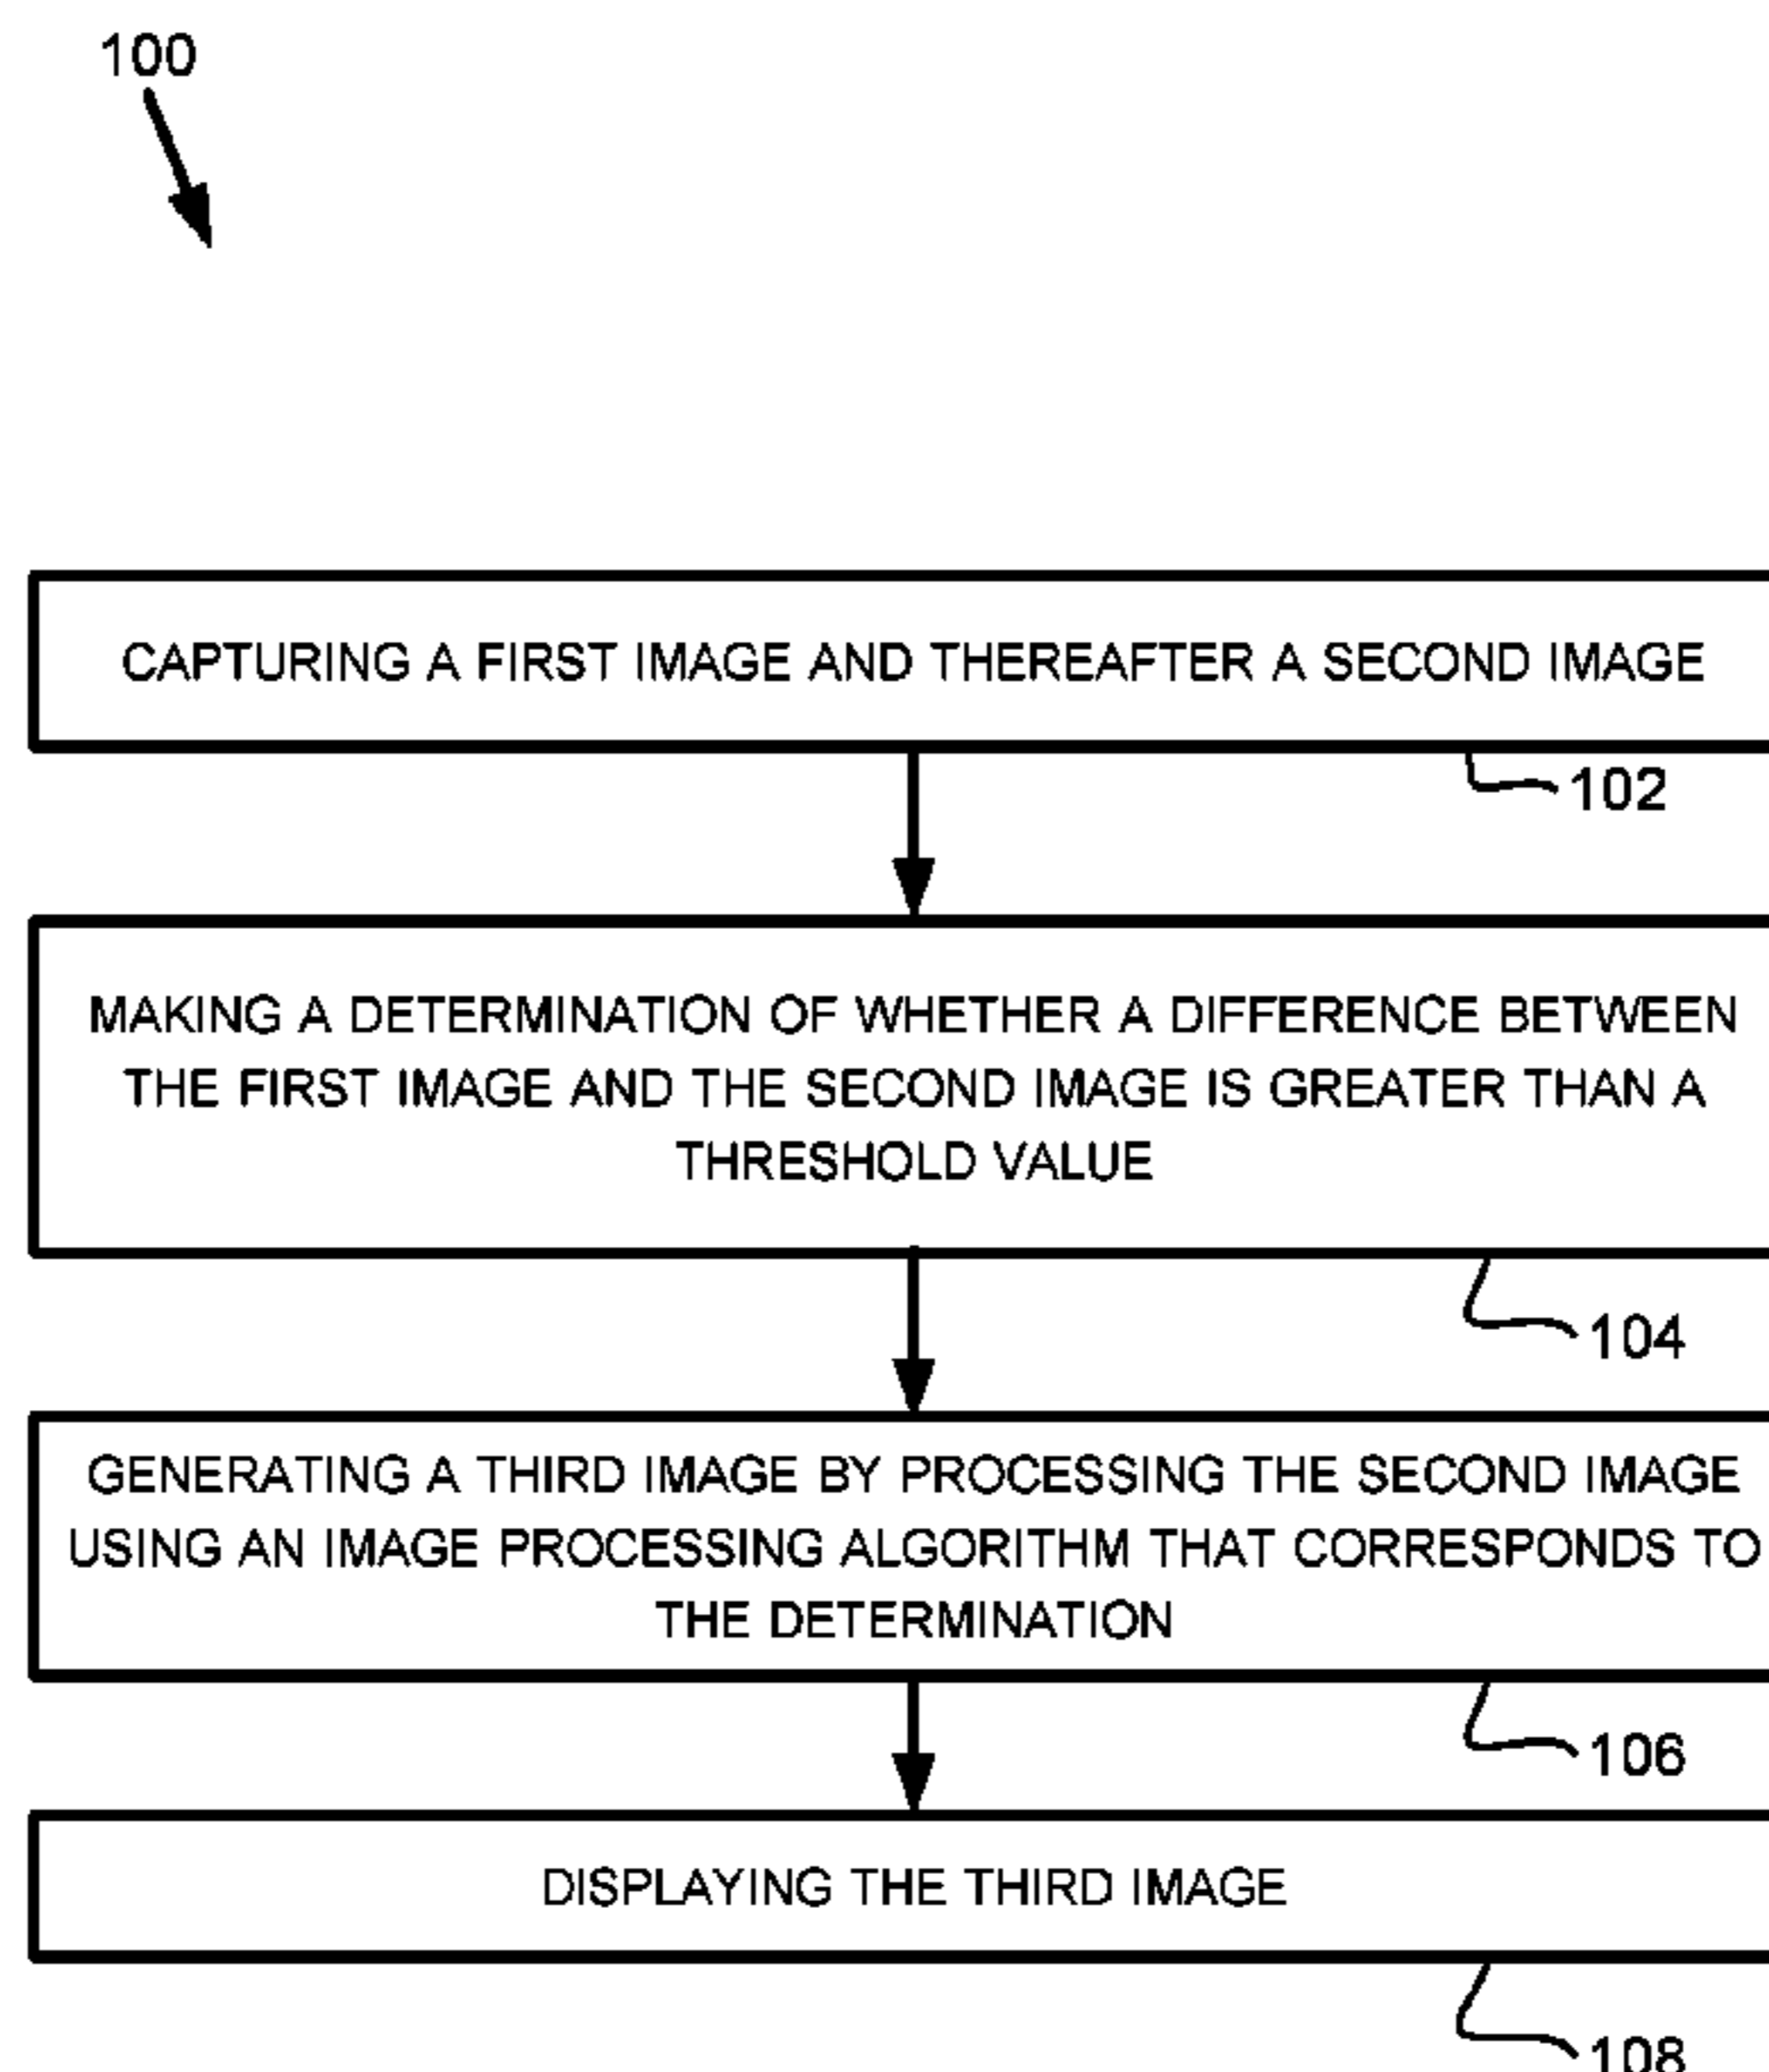 100
CAPTURING A FIRST IMAGE AND THEREAFTER A SECOND IMAGE
102
MAKING A DETERMINATION OF WHETHER A DIFFERENCE BETWEEN
THE FIRST IMAGE AND THE SECOND IMAGE IS GREATER THAN A
THRESHOLD VALUE
104
GENERATING A THIRD IMAGE BY PROCESSING THE SECOND IMAGE
USING AN IMAGE PROCESSING ALGORITHM THAT CORRESPONDS TO
THE DETERMINATION
106
DISPLAYING THE THIRD IMAGE
108